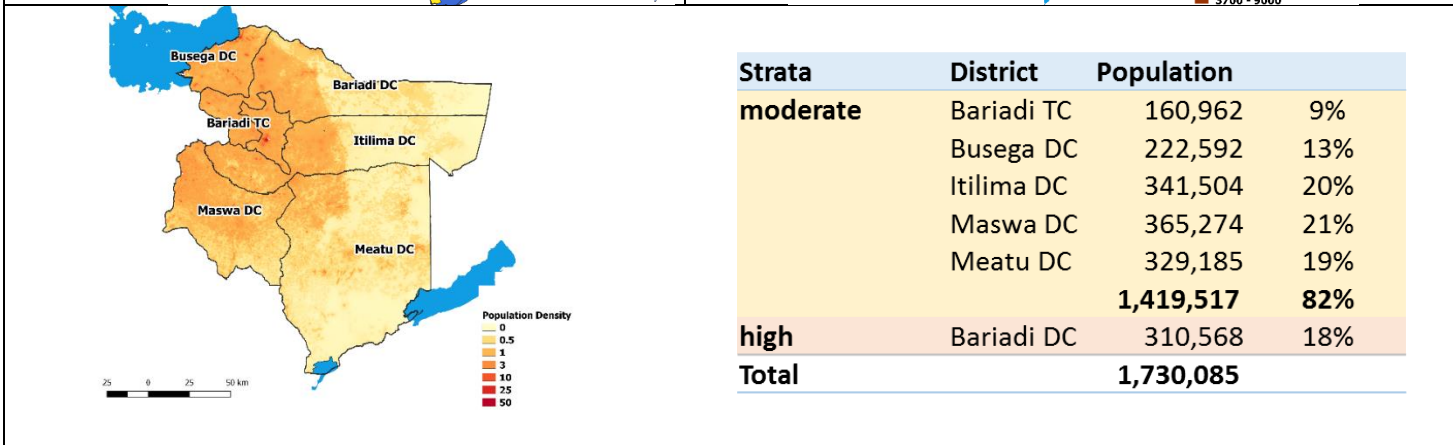 3700 - 9000
Busega DC
Bariadi DC
Bariadi TC
Itilima DC
Maswa DC
Meatu DC
Population Density
0
0.5
1
3
10
25
50
25 0 25 50 km
Strata District Population
moderate Bariadi TC 160,962 9%
Busega DC 222,592 13%
Itilima DC 341,504 20%
Maswa DC 365,274 21%
Meatu DC 329,185 19%
1,419,517 82%
high Bariadi DC 310,568 18%
Total 1,730,085